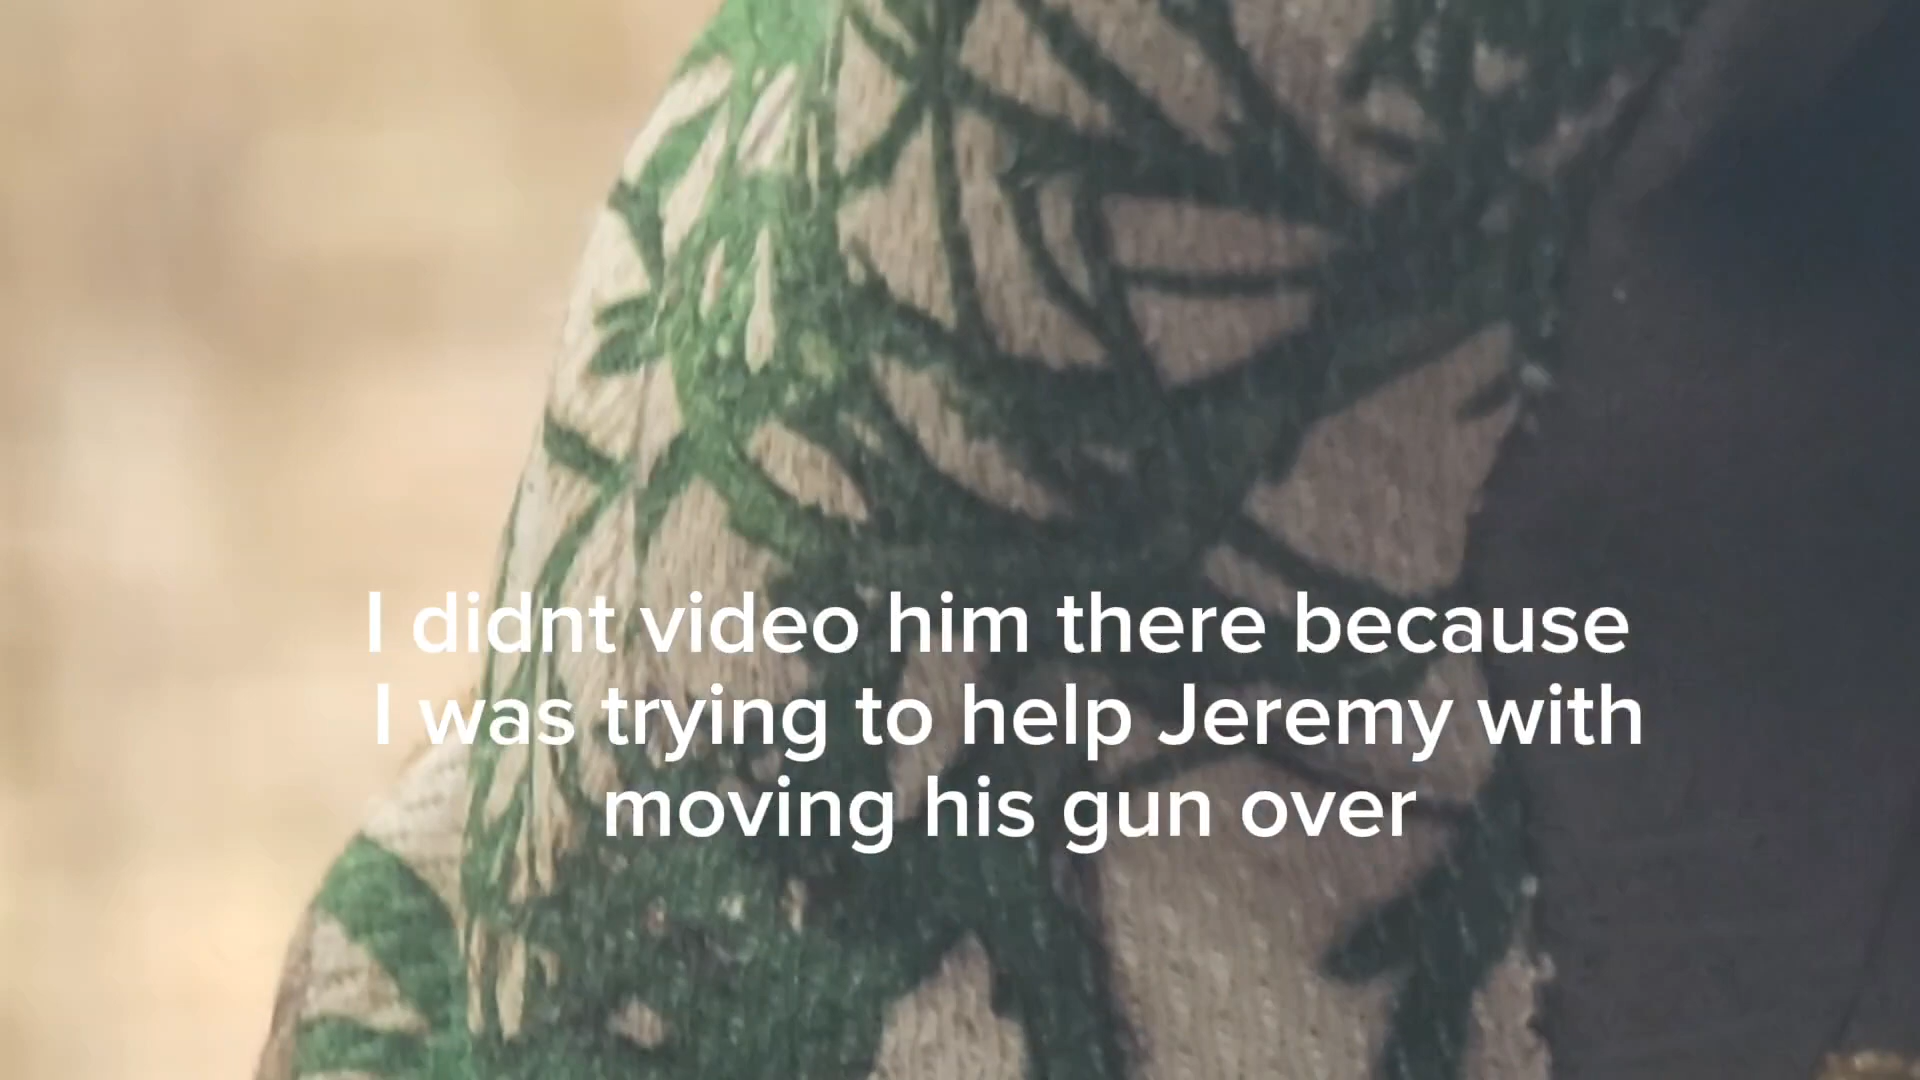 I didnt video him there because
I was trying to help Jeremy with
moving his gun over